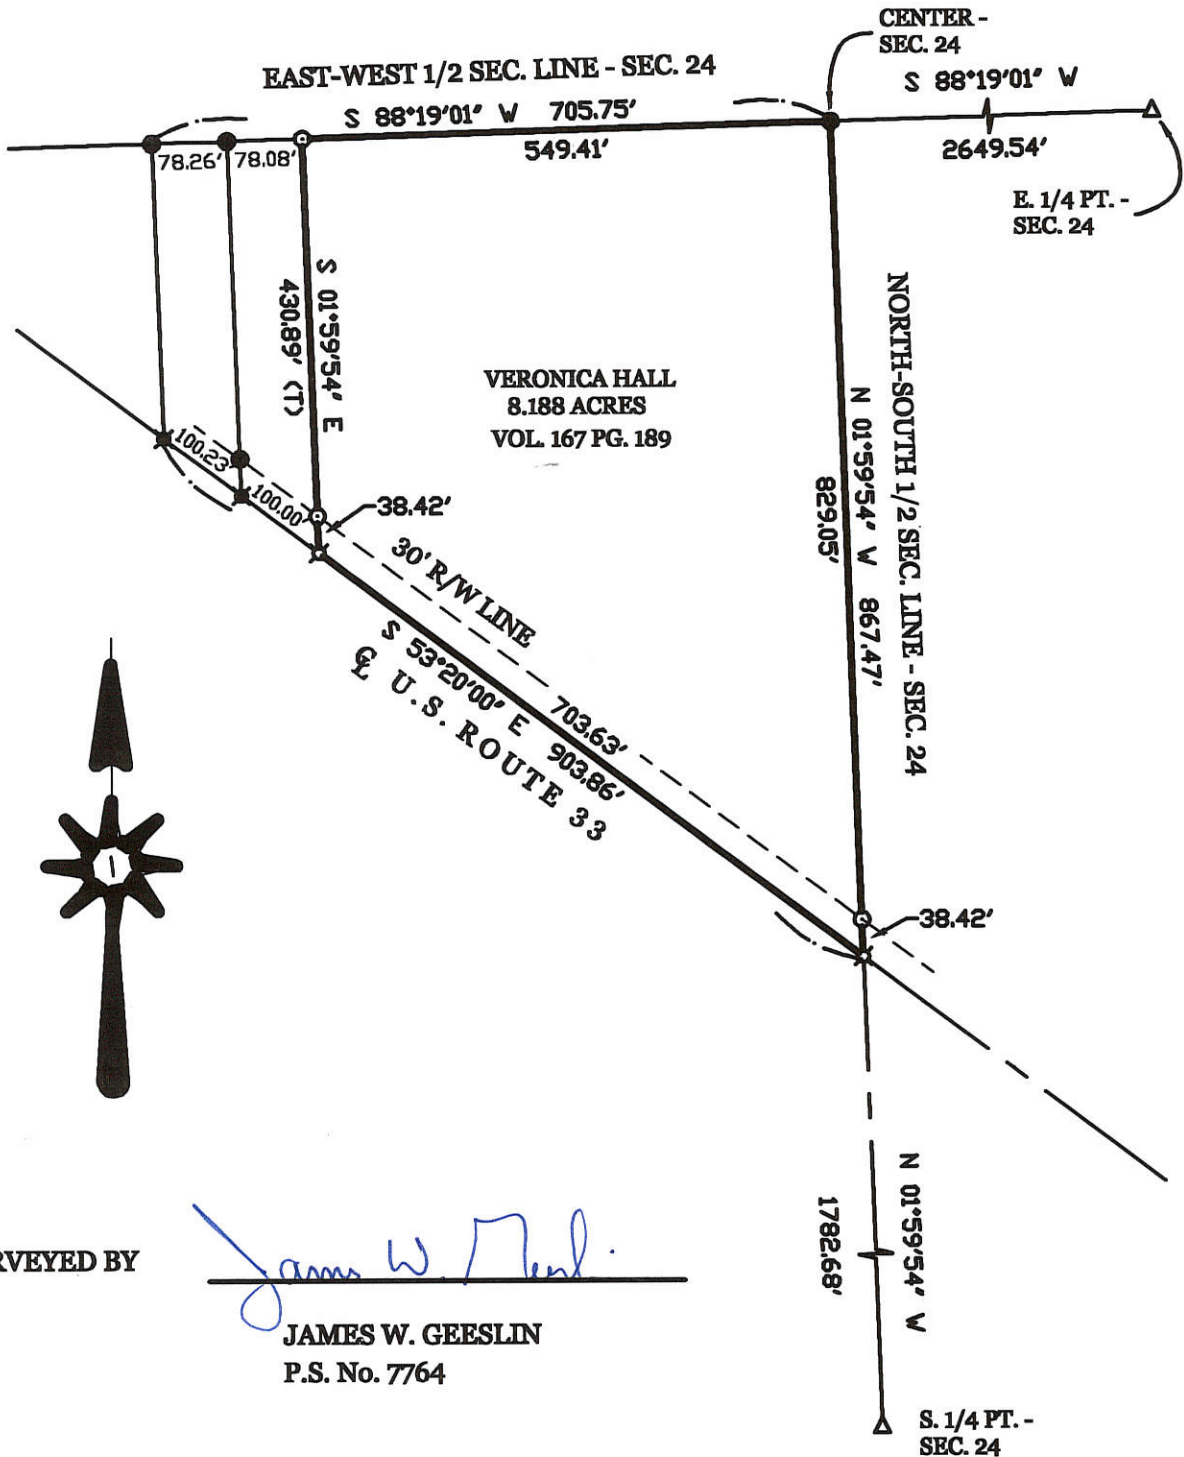 CENTER -
SEC. 24
EAST-WEST 1/2 SEC. LINE - SEC. 24
S 88°19'01" W
S 88°19'01" W 705.75'
78.26'
78.08'
549.41'
2649.54'
E. 1/4 PT. -
SEC. 24
S 01°59'54" E
430.89' (T)
NORTH-SOUTH 1/2 SEC. LINE - SEC. 24
N 01°59'54" W 867.47'
829.05'
VERONICA HALL
8.188 ACRES
VOL. 167 PG. 189
100.23'
100.00'
38.42'
30' R/W LINE
703.63'
S 53°20'00" E 903.86'
℄ U.S. ROUTE 33
38.42'
N 01°59'54" W
1782.68'
RVEYED BY
James W. Geeslin
JAMES W. GEESLIN
P.S. No. 7764
S. 1/4 PT. -
SEC. 24